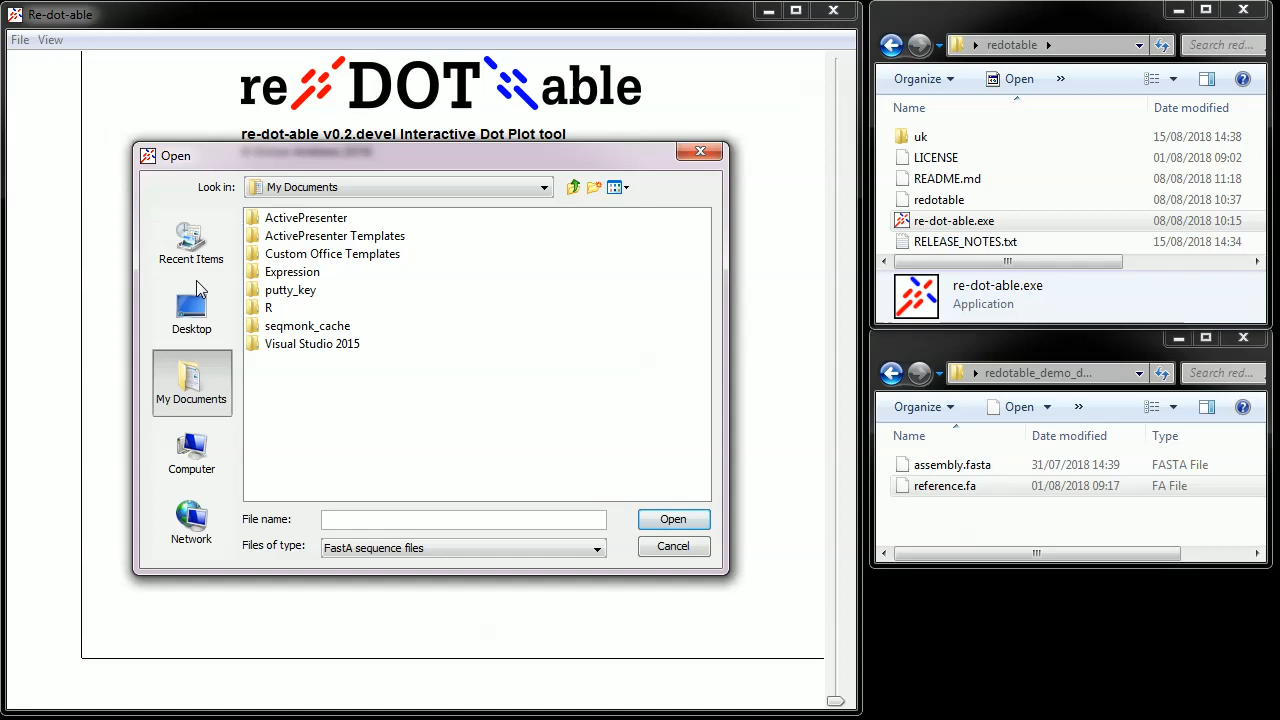 Re-dot-able
File View
re DOT able
re-dot-able v0.2.devel Interactive Dot Plot tool
Open
Look in: My Documents
Recent Items
Desktop
My Documents
Computer
Network
ActivePresenter
ActivePresenter Templates
Custom Office Templates
Expression
putty_key
R
seqmonk_cache
Visual Studio 2015
File name: Open
Files of type: FastA sequence files Cancel
redotable Search red...
Organize Open »
Name Date modified
uk 15/08/2018 14:38
LICENSE 01/08/2018 09:02
README.md 08/08/2018 11:18
redotable 08/08/2018 10:37
re-dot-able.exe 08/08/2018 10:15
RELEASE_NOTES.txt 15/08/2018 14:34
re-dot-able.exe
Application
redotable_demo_d... Search red...
Organize Open »
Name Date modified Type
assembly.fasta 31/07/2018 14:39 FASTA File
reference.fa 01/08/2018 09:17 FA File